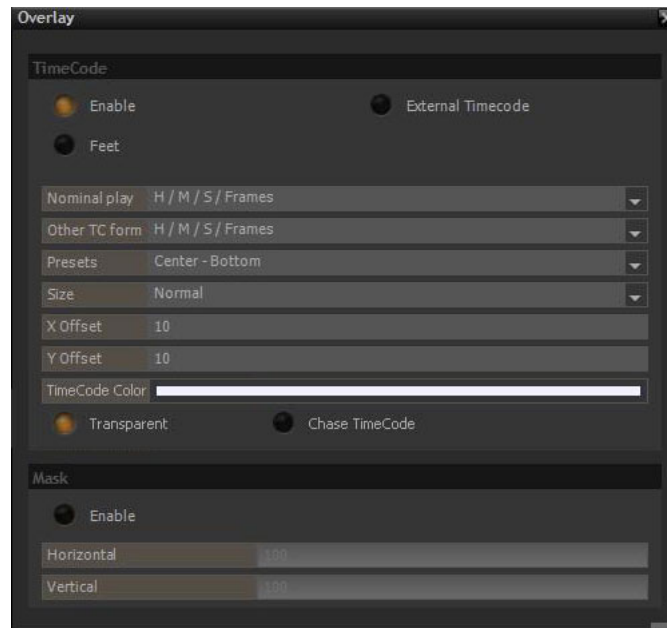 Overlay
TimeCode
Enable External Timecode
Feet
Nominal play H / M / S / Frames
Other TC form H / M / S / Frames
Presets Center - Bottom
Size Normal
X Offset 10
Y Offset 10
TimeCode Color
Transparent Chase TimeCode
Mask
Enable
Horizontal 100
Vertical 100